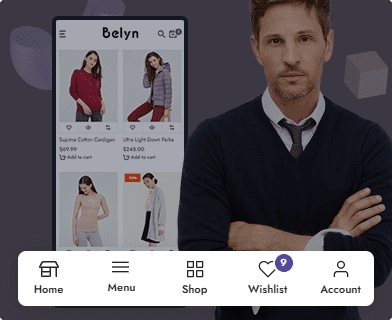 Belyn
0
Supima Cotton Cardigan
Ultra Light Down Parka
$69.99
$245.00
Add to cart
Add to cart
Home
Menu
Shop
Wishlist
9
Account